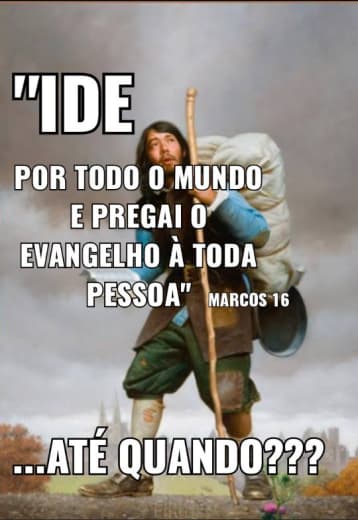 "IDE
POR TODO O MUNDO
E PREGAI O
EVANGELHO À TODA
PESSOA" MARCOS 16
...ATÉ QUANDO???